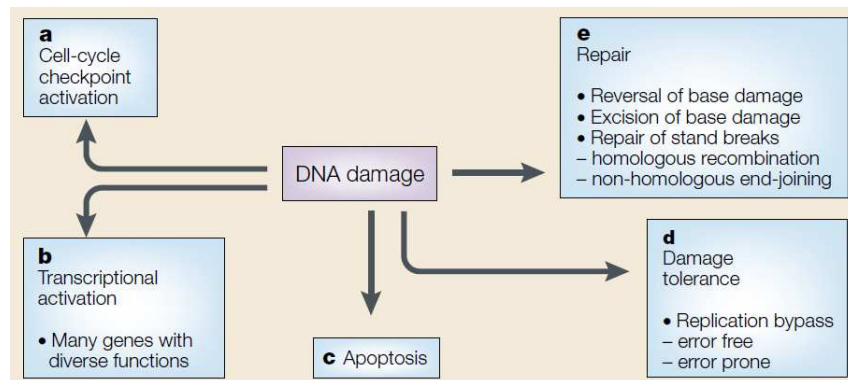 a
Cell-cycle
checkpoint
activation
e
Repair
• Reversal of base damage
• Excision of base damage
• Repair of stand breaks
– homologous recombination
– non-homologous end-joining
DNA damage
b
Transcriptional
activation
• Many genes with
diverse functions
c Apoptosis
d
Damage
tolerance
• Replication bypass
– error free
– error prone